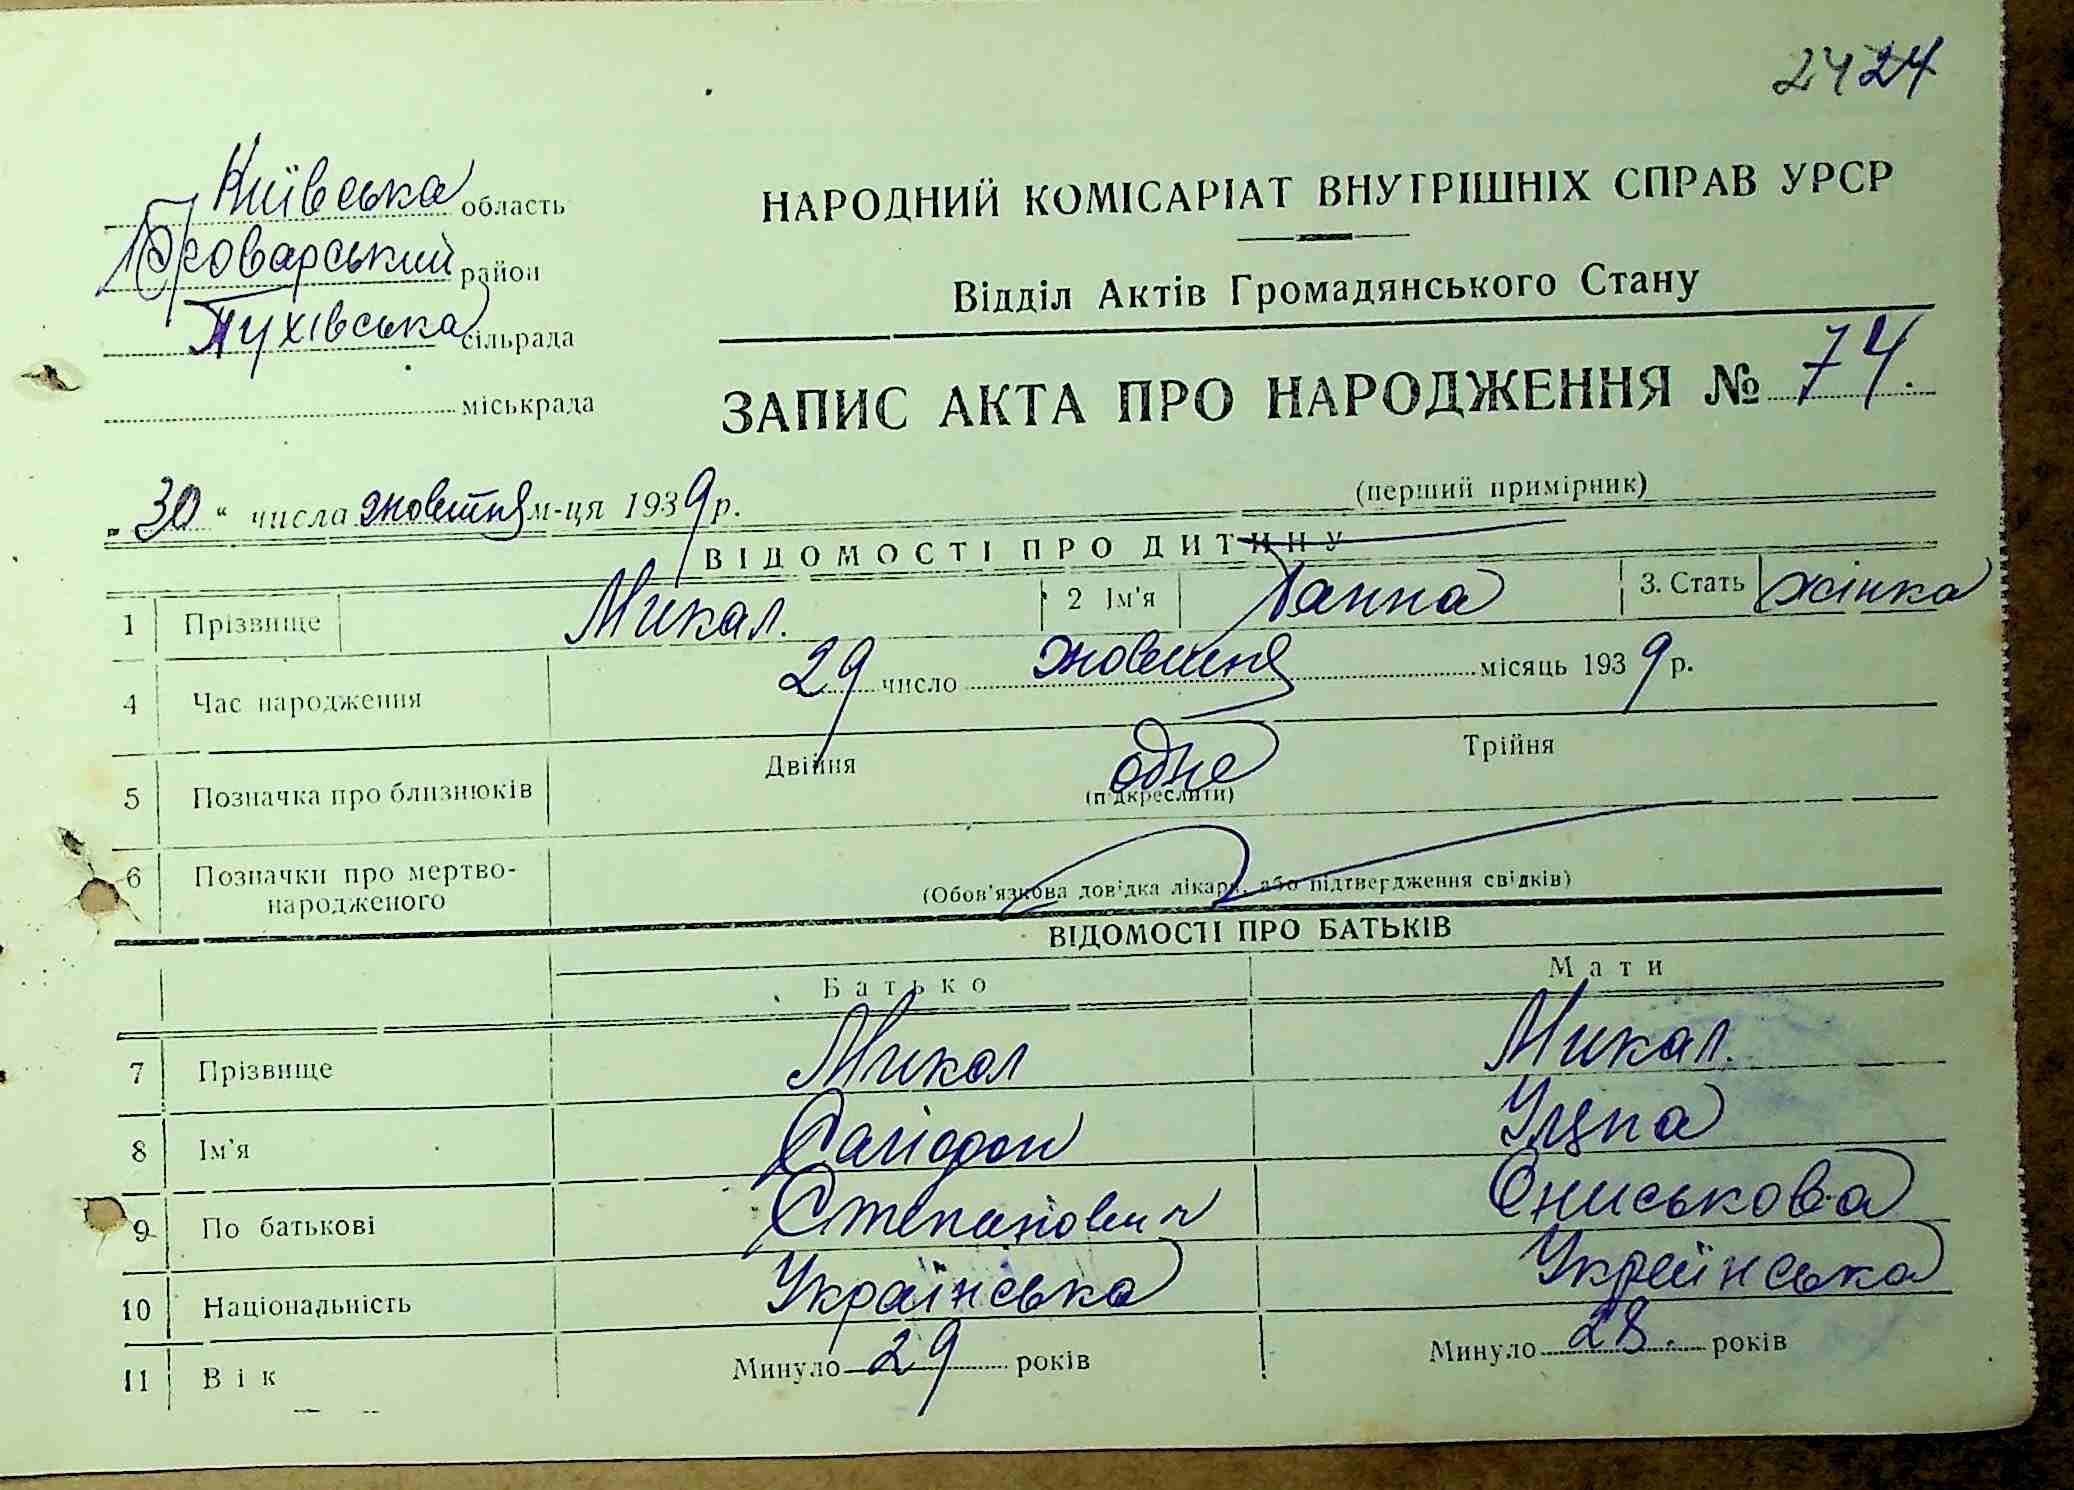 24 24
Київська область
Броварський район
Пухівська сільрада
міськрада
НАРОДНИЙ КОМІСАРІАТ ВНУТРІШНІХ СПРАВ УРСР
Відділ Актів Громадянського Стану
ЗАПИС АКТА ПРО НАРОДЖЕННЯ № 74.
(перший примірник)
„30“ числа жовтня м-ця 1939 р.
ВІДОМОСТІ ПРО ДИТИНУ
1 Прізвище Микал. 2 Ім'я Ганна 3. Стать жінка
4 Час народження 29 число жовтня місяць 1939 р.
5 Позначка про близнюків Двійня одне Трійня
(підкреслити)
6 Позначки про мертво-
народженого
(Обов'язкова довідка лікаря, або підтвердження свідків)
ВІДОМОСТІ ПРО БАТЬКІВ
Батько Мати
7 Прізвище Микал Микал.
8 Ім'я
9 По батькові Степанович Ониськова
10 Національність Українська Українська
11 Вік Минуло 29 років Минуло 28. років